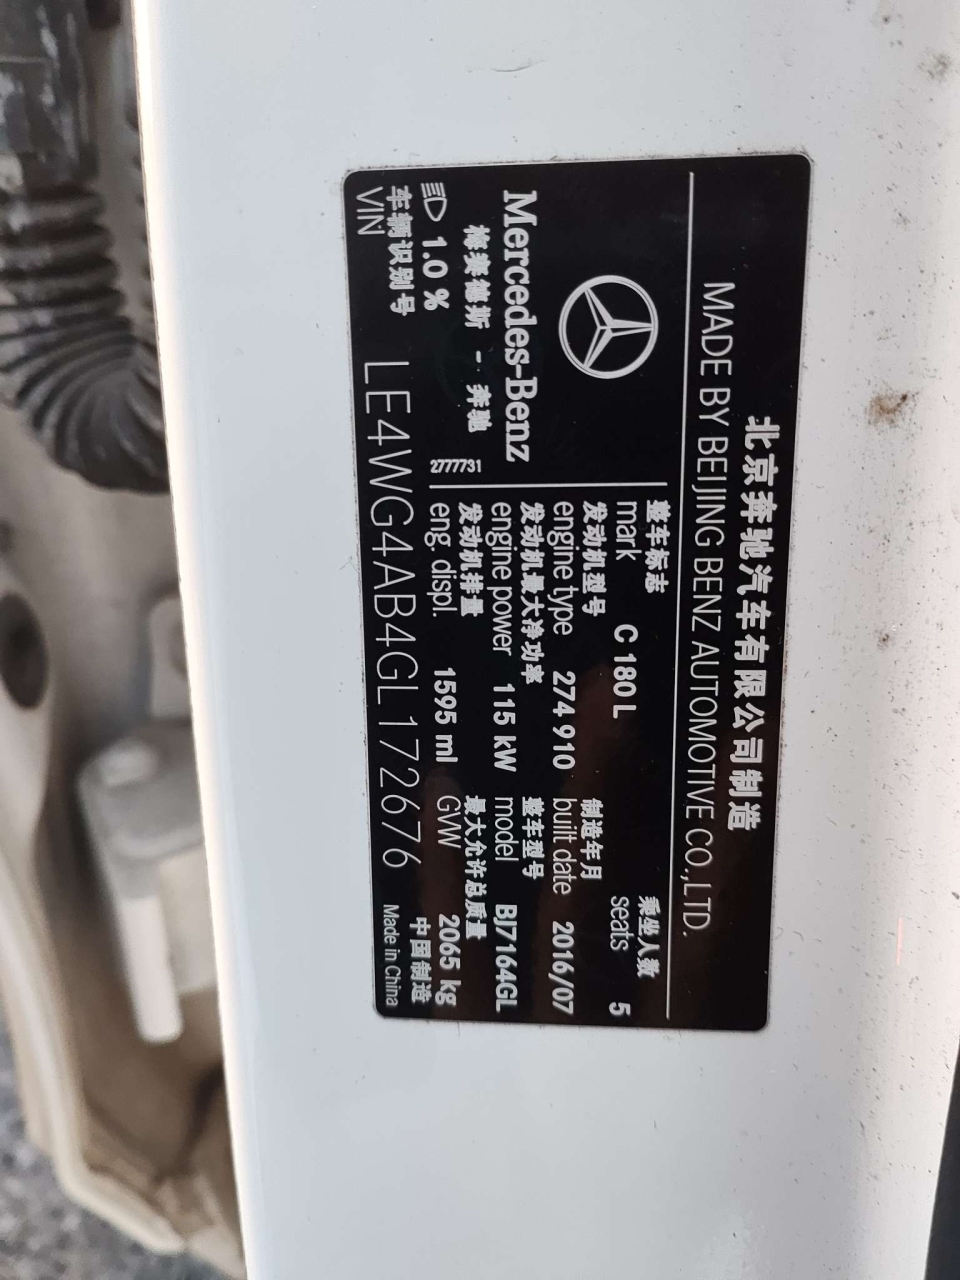 北京奔驰汽车有限公司制造
MADE BY BEIJING BENZ AUTOMOTIVE CO.,LTD.
Mercedes-Benz
梅赛德斯 - 奔驰
1.0 %
2777731
整车标志
mark C 180 L
乘坐人数
seats 5
发动机型号
engine type 274 910
制造年月
built date 2016/07
发动机最大净功率
engine power 115 kW
整车型号
model BJ7164GL
发动机排量
eng. displ. 1595 ml
最大允许总质量
GVW 2065 kg
车辆识别号
VIN LE4WG4AB4GL172676
中国制造
Made in China